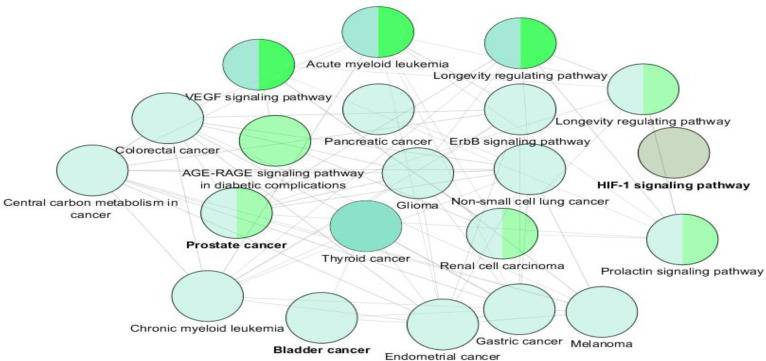 Acute myeloid leukemia
Longevity regulating pathway
VEGF signaling pathway
Longevity regulating pathway
Colorectal cancer
Pancreatic cancer
ErbB signaling pathway
AGE-RAGE signaling pathway
in diabetic complications
HIF-1 signaling pathway
Central carbon metabolism in
cancer
Glioma
Non-small cell lung cancer
Prostate cancer
Thyroid cancer
Renal cell carcinoma
Prolactin signaling pathway
Chronic myeloid leukemia
Bladder cancer
Endometrial cancer
Gastric cancer
Melanoma